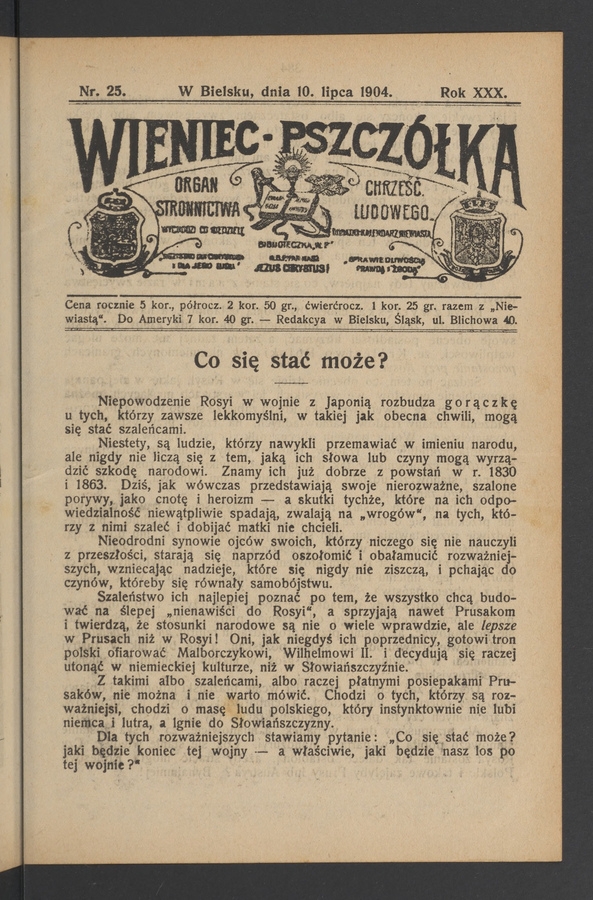 Nr. 25. W Bielsku, dnia 10. lipca 1904. Rok XXX.
WIENIEC-PSZCZÓŁKA
ORGAN CHRZEŚĆ.
STRONNICTWA LUDOWEGO
WYCHODZI CO NIEDZIELĘ
BIBLIOTECZKA „W. P"
JEZUS CHRYSTUS!
Cena rocznie 5 kor., półrocz. 2 kor. 50 gr., ćwierćrocz. 1 kor. 25 gr. razem z „Nie-
wiastą“. Do Ameryki 7 kor. 40 gr. — Redakcya w Bielsku, Śląsk, ul. Blichowa 40.
Co się stać może?
Niepowodzenie Rosyi w wojnie z Japonią rozbudza gorączkę
u tych, którzy zawsze lekkomyślni, w takiej jak obecna chwili, mogą
się stać szaleńcami.
Niestety, są ludzie, którzy nawykli przemawiać w imieniu narodu,
ale nigdy nie liczą się z tem, jaką ich słowa lub czyny mogą wyrzą-
dzić szkodę narodowi. Znamy ich już dobrze z powstań w r. 1830
i 1863. Dziś, jak wówczas przedstawiają swoje nierozważne, szalone
porywy, jako cnotę i heroizm — a skutki tychże, które na ich odpo-
wiedzialność niewątpliwie spadają, zwalają na „wrogów“, na tych, któ-
rzy z nimi szaleć i dobijać matki nie chcieli.
Nieodrodni synowie ojców swoich, którzy niczego się nie nauczyli
z przeszłości, starają się naprzód oszołomić i obałamucić rozważniej-
szych, wzniecając nadzieje, które się nigdy nie ziszczą, i pchając do
czynów, któreby się równały samobójstwu.
Szaleństwo ich najlepiej poznać po tem, że wszystko chcą budo-
wać na ślepej „nienawiści do Rosyi“, a sprzyjają nawet Prusakom
i twierdzą, że stosunki narodowe są nie o wiele wprawdzie, ale lepsze
w Prusach niż w Rosyi! Oni, jak niegdyś ich poprzednicy, gotowi tron
polski ofiarować Malborczykowi, Wilhelmowi II. i decydują się raczej
utonąć w niemieckiej kulturze, niż w Słowiańszczyźnie.
Z takimi albo szaleńcami, albo raczej płatnymi posiepakami Pru-
saków, nie można i nie warto mówić. Chodzi o tych, którzy są roz-
ważniejsi, chodzi o masę ludu polskiego, który instynktownie nie lubi
niemca i lutra, a lgnie do Słowiańszczyzny.
Dla tych rozważniejszych stawiamy pytanie: „Co się stać może?
jaki będzie koniec tej wojny — a właściwie, jaki będzie nasz los po
tej wojnie?“